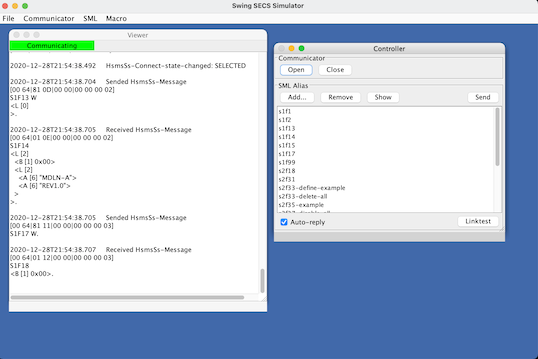 Swing SECS Simulator
File Communicator SML Macro
Viewer
Communicating
2020-12-28T21:54:38.492 HsmsSs-Connect-state-changed: SELECTED
2020-12-28T21:54:38.704 Sended HsmsSs-Message
[00 64|81 0D|00 00|00 00 00 02]
S1F13 W
<L [0]
>.
2020-12-28T21:54:38.705 Received HsmsSs-Message
[00 64|01 0E|00 00|00 00 00 02]
S1F14
<L [2]
<B [1] 0x00>
<L [2]
<A [6] "MDLN-A">
<A [6] "REV1.0">
>
>.
2020-12-28T21:54:38.705 Sended HsmsSs-Message
[00 64|81 11|00 00|00 00 00 03]
S1F17 W.
2020-12-28T21:54:38.707 Received HsmsSs-Message
[00 64|01 12|00 00|00 00 00 03]
S1F18
<B [1] 0x00>.
Controller
Communicator
Open Close
SML Alias
Add... Remove Show Send
s1f1
s1f2
s1f13
s1f14
s1f15
s1f17
s1f99
s2f18
s2f31
s2f33-define-example
s2f33-delete-all
s2f35-example
Auto-reply Linktest